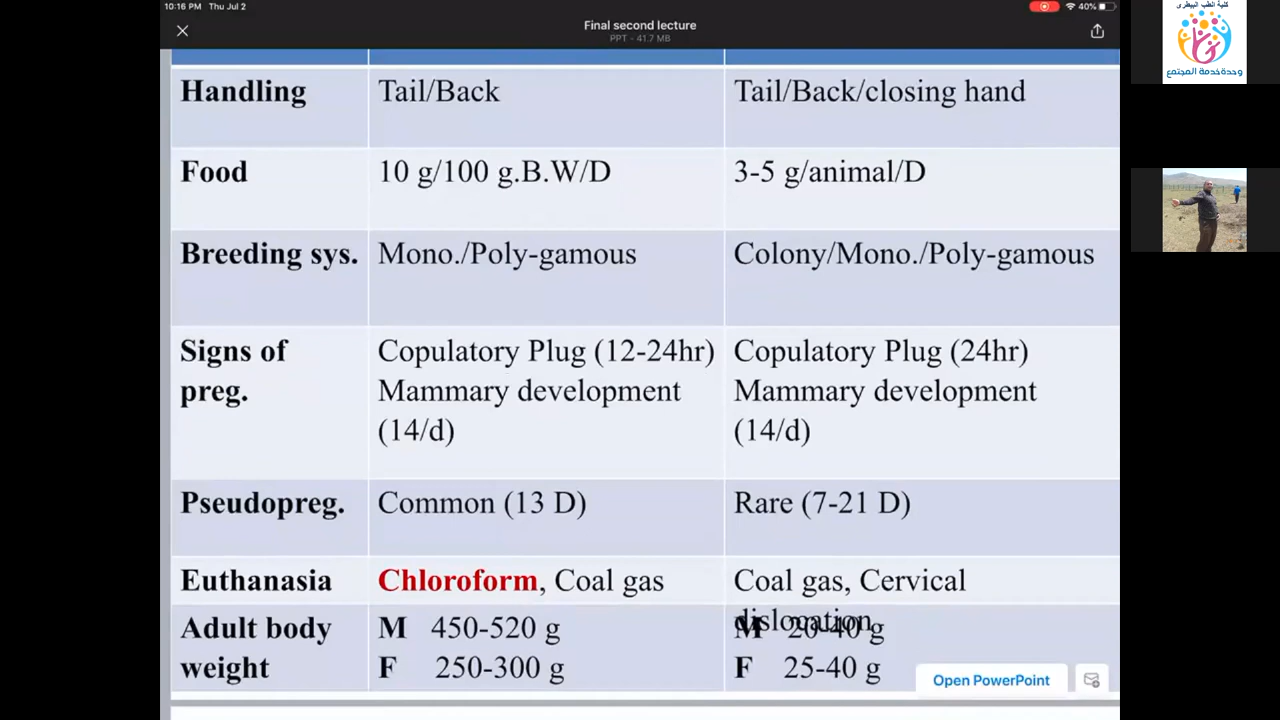 10:16 PM Thu Jul 2
40%
Final second lecture
PPT - 41.7 MB
كلية الطب البيطرى
وحدة خدمة المجتمع
Handling Tail/Back Tail/Back/closing hand
Food 10 g/100 g.B.W/D 3-5 g/animal/D
Breeding sys. Mono./Poly-gamous Colony/Mono./Poly-gamous
Signs of Copulatory Plug (12-24hr) Copulatory Plug (24hr)
preg. Mammary development Mammary development
(14/d) (14/d)
Pseudopreg. Common (13 D) Rare (7-21 D)
Euthanasia Chloroform, Coal gas Coal gas, Cervical
dislocation
Adult body M 450-520 g M 20-40 g
weight F 250-300 g F 25-40 g
Open PowerPoint